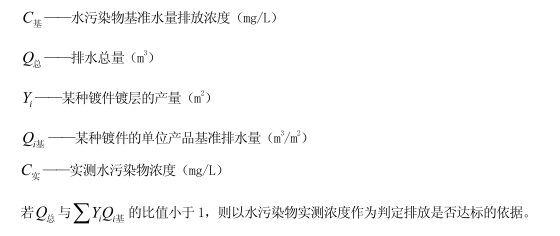 C基——水污染物基准水量排放浓度（mg/L）
Q总——排水总量（m³）
Yi——某种镀件镀层的产量（m²）
Qi基——某种镀件的单位产品基准排水量（m³/m²）
C实——实测水污染物浓度（mg/L）
若Q总与∑YiQi基的比值小于1，则以水污染物实测浓度作为判定排放是否达标的依据。